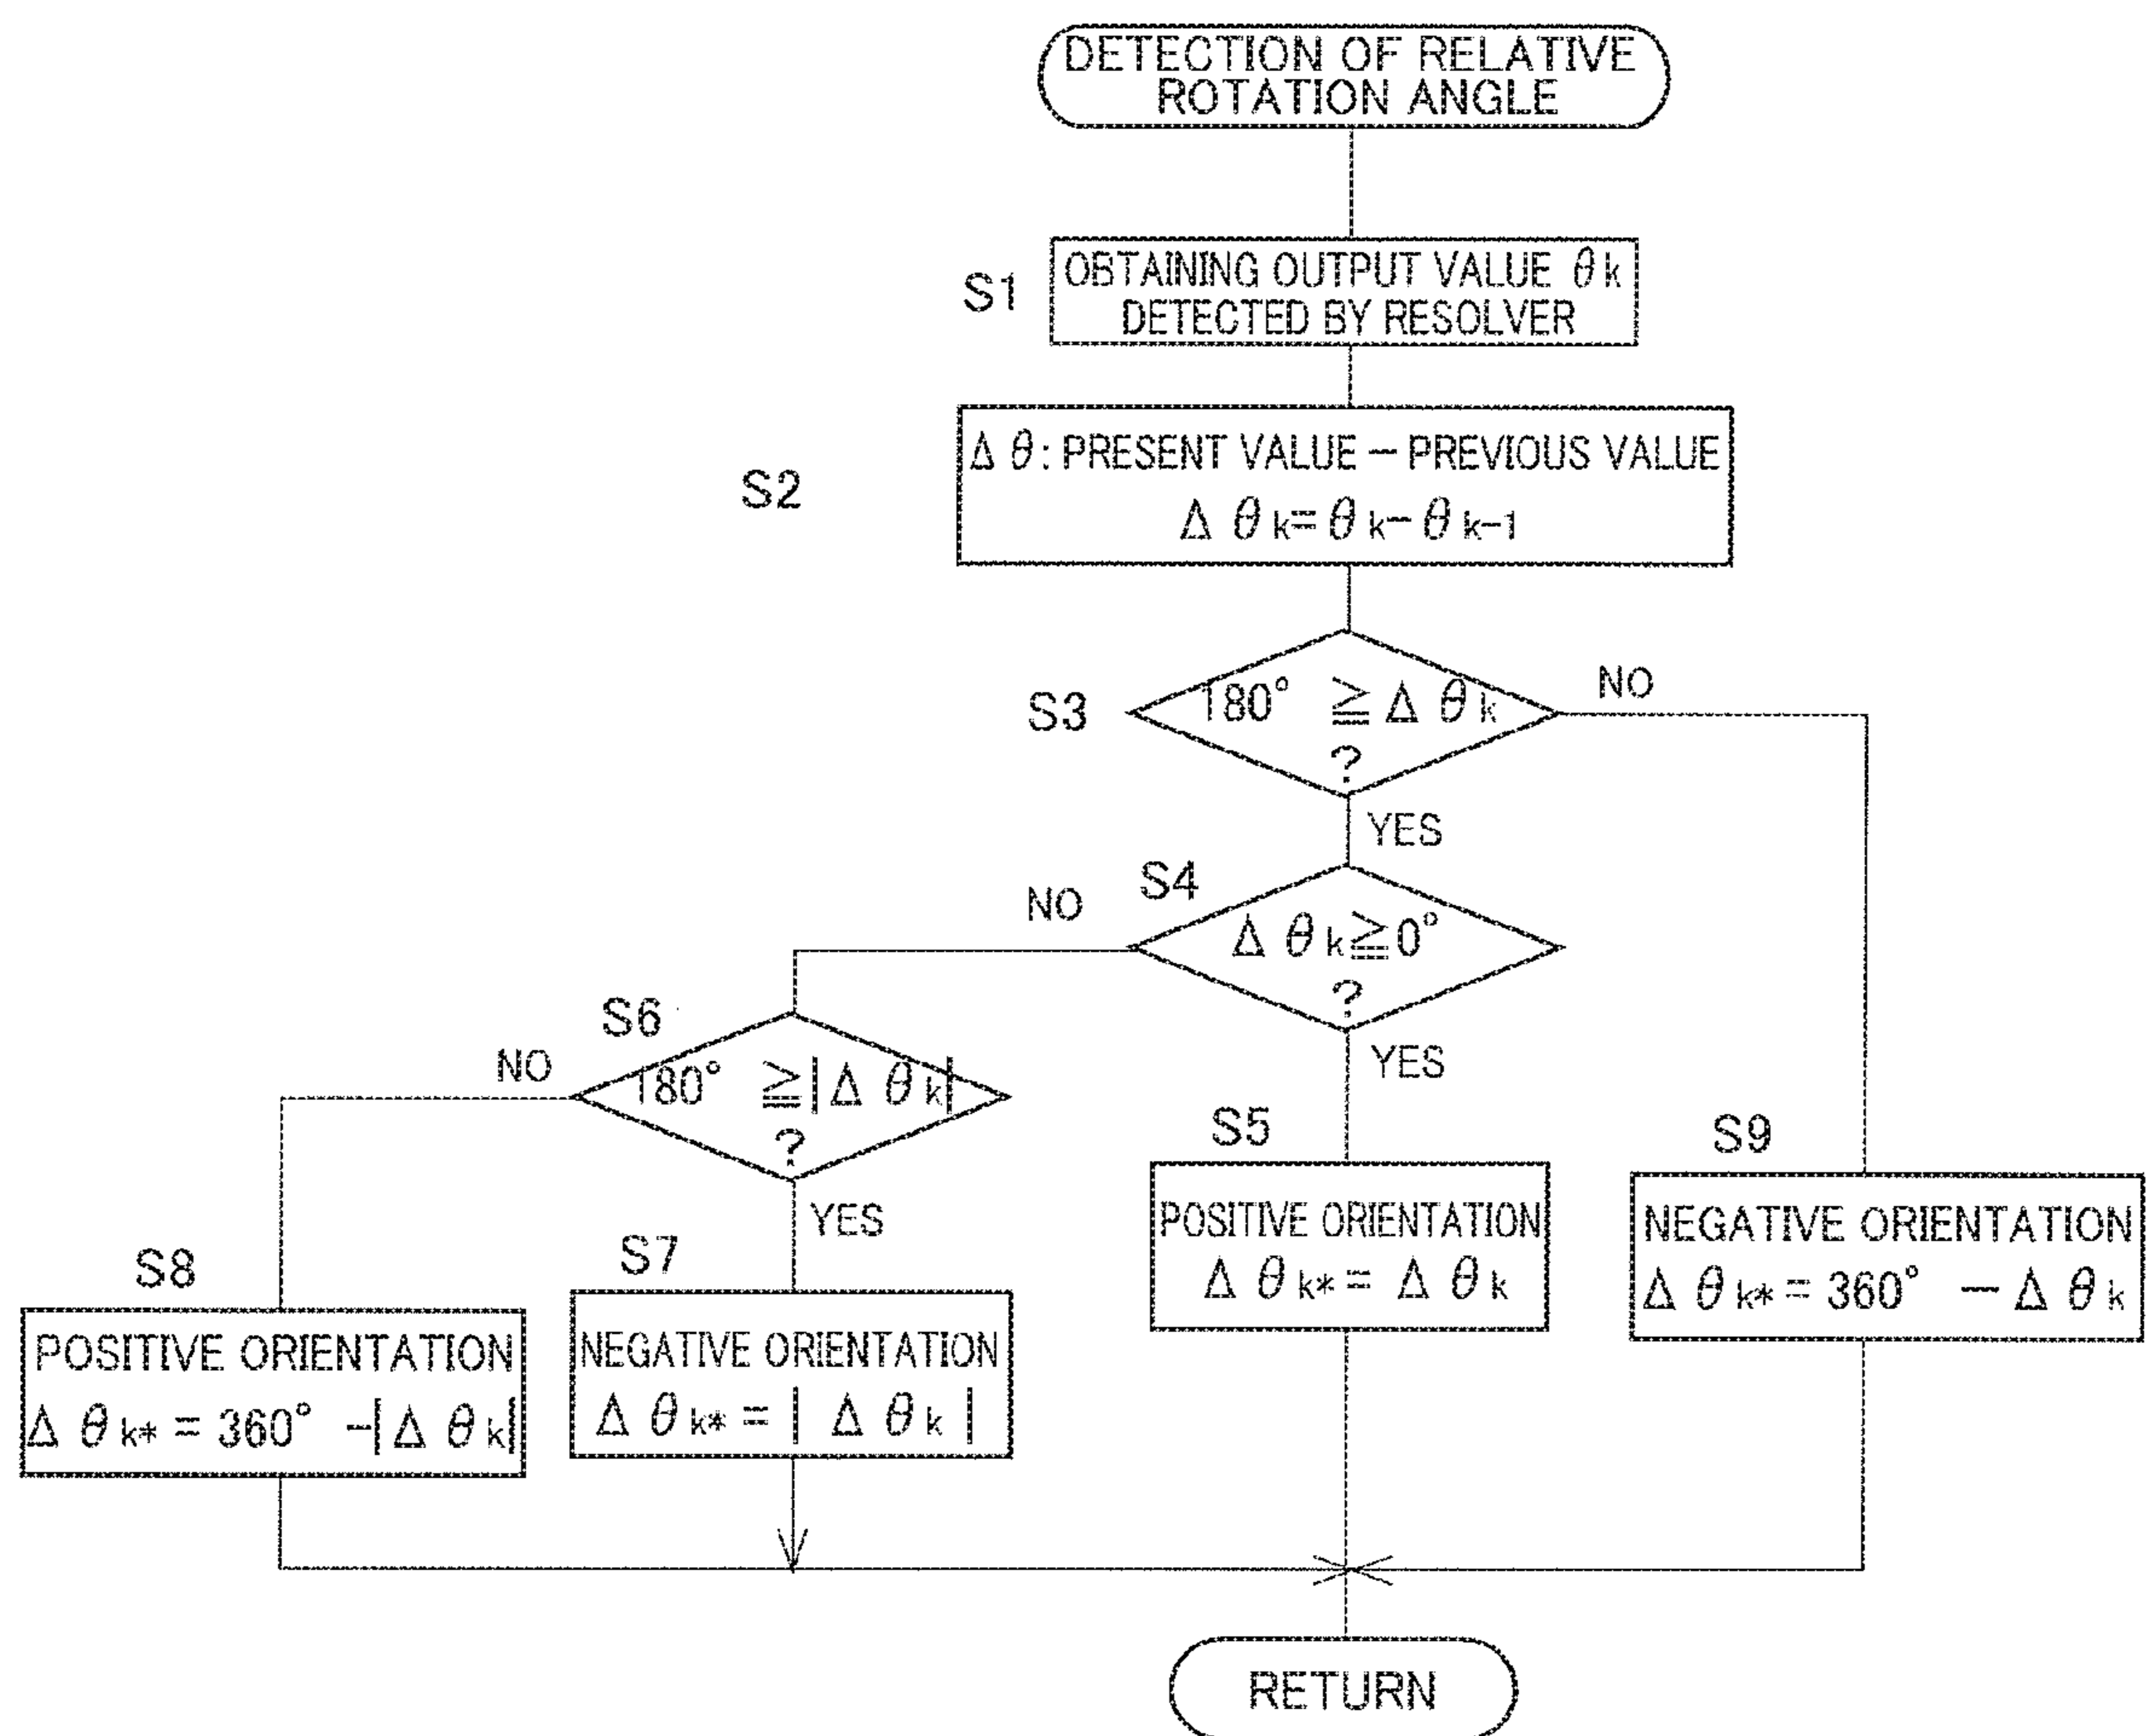 DETECTION OF RELATIVE
ROTATION ANGLE
S1
OBTAINING OUTPUT VALUE θk
DETECTED BY RESOLVER
S2
Δθ: PRESENT VALUE − PREVIOUS VALUE
Δθk=θk−θk−1
S3
180° ≧ Δθk
?
NO
YES
S4
Δθk≧0°
?
NO
YES
S6
180° ≧|Δθk|
?
NO
YES
S5
POSITIVE ORIENTATION
Δθk* = Δθk
S9
NEGATIVE ORIENTATION
Δθk* = 360° − Δθk
S8
POSITIVE ORIENTATION
Δθk* = 360° −|Δθk|
S7
NEGATIVE ORIENTATION
Δθk* = | Δθk |
RETURN